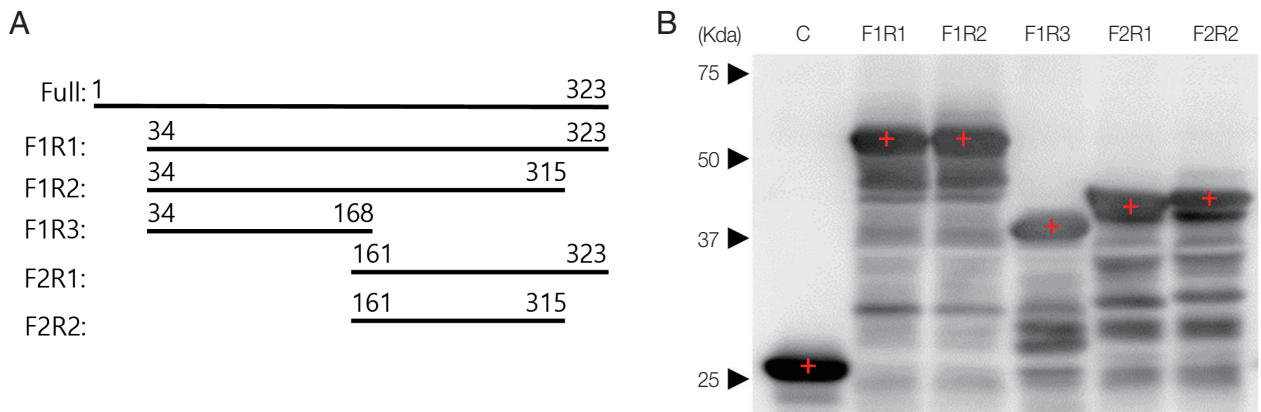 A
Full: 1 323
F1R1: 34 323
F1R2: 34 315
F1R3: 34 168
F2R1: 161 323
F2R2: 161 315
B
(Kda) C F1R1 F1R2 F1R3 F2R1 F2R2
75
50
37
25